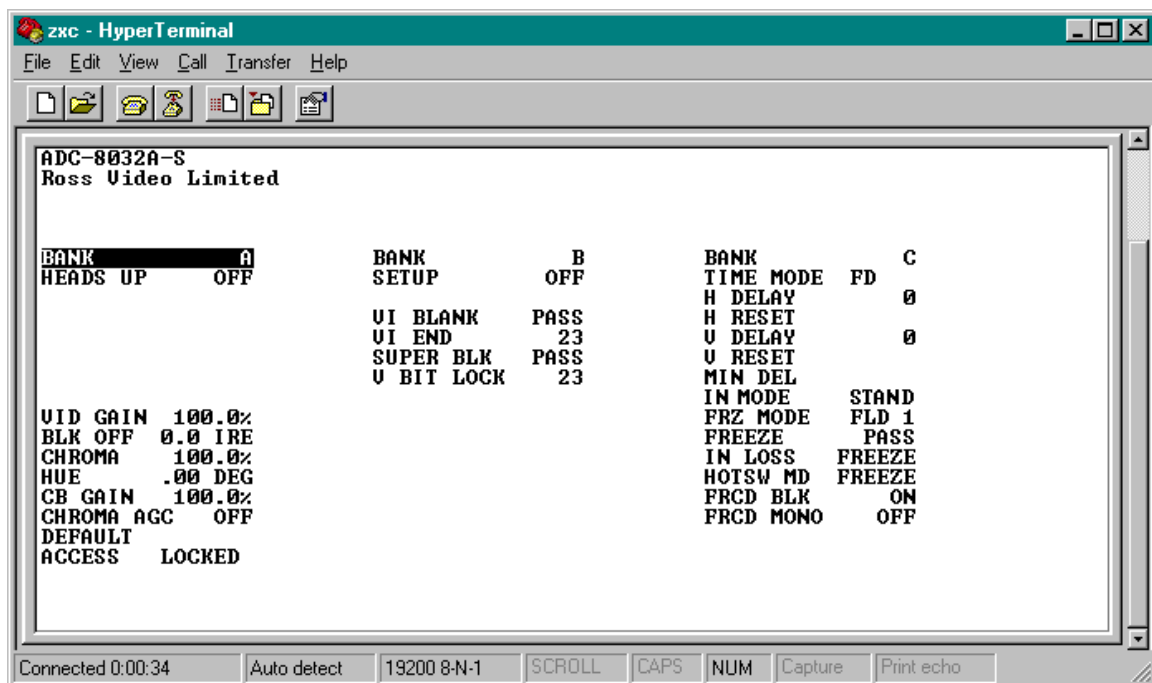 zxc - HyperTerminal
File Edit View Call Transfer Help
ADC-8032A-S
Ross Video Limited
BANK A BANK B BANK C
HEADS UP OFF SETUP OFF TIME MODE FD
H DELAY 0
VI BLANK PASS H RESET
VI END 23 V DELAY 0
SUPER BLK PASS V RESET
V BIT LOCK 23 MIN DEL
IN MODE STAND
VID GAIN 100.0% FRZ MODE FLD 1
BLK OFF 0.0 IRE FREEZE PASS
CHROMA 100.0% IN LOSS FREEZE
HUE .00 DEG HOTSW MD FREEZE
CB GAIN 100.0% FRCD BLK ON
CHROMA AGC OFF FRCD MONO OFF
DEFAULT
ACCESS LOCKED
Connected 0:00:34 Auto detect 19200 8-N-1 SCROLL CAPS NUM Capture Print echo